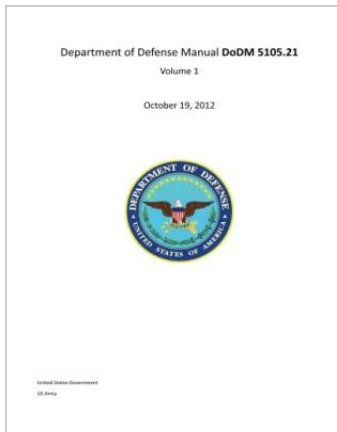 Department of Defense Manual DoDM 5105.21
Volume 1
October 19, 2012
DEPARTMENT OF DEFENSE
UNITED STATES OF AMERICA
United States Government
US Army